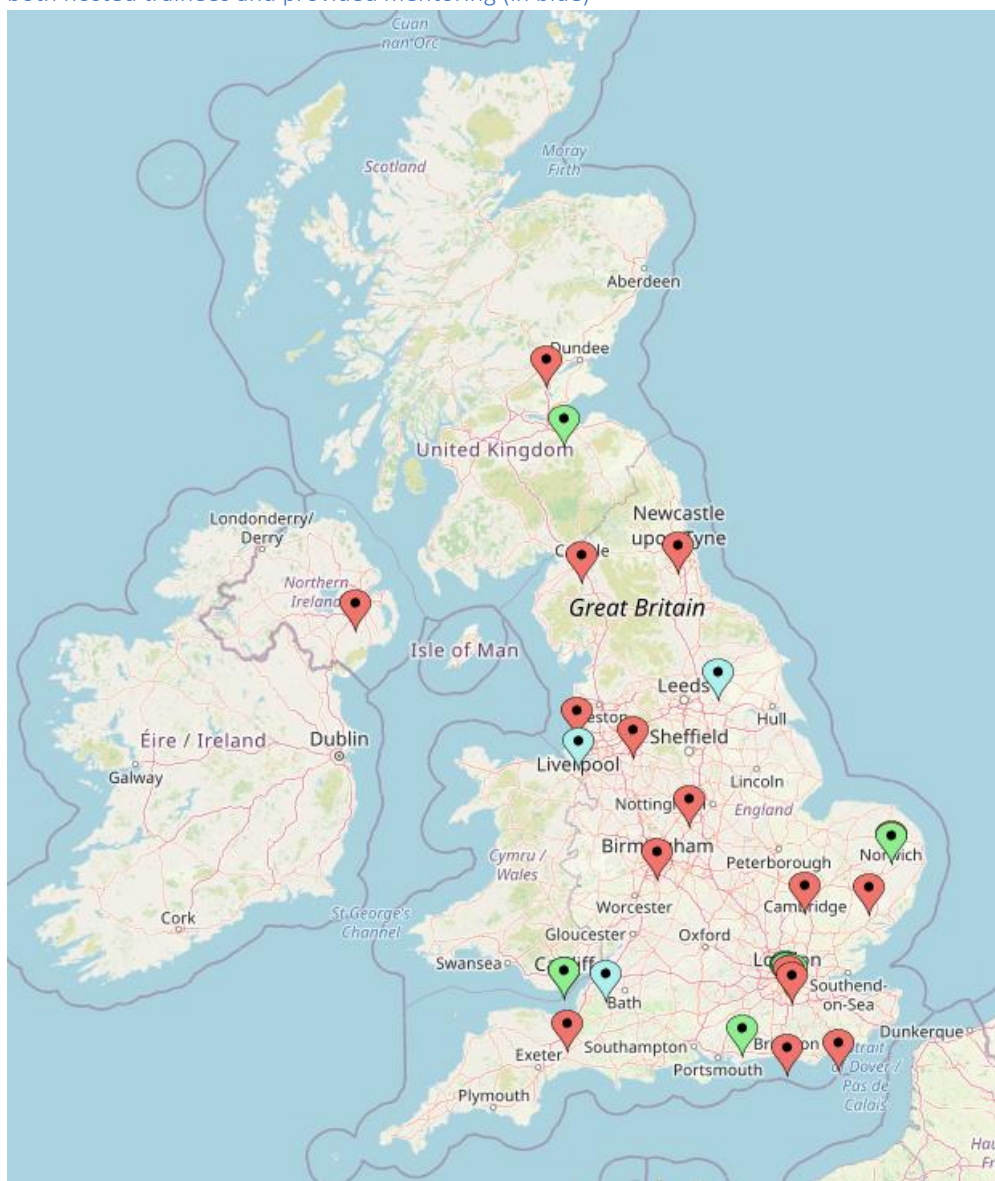 both hosted trainees and provided mentoring (in blue)
Cuan
nan Orc
Moray
Firth
Scotland
Aberdeen
Dundee
United Kingdom
Londonderry/
Derry
Newcastle
Northern
Ireland
Great Britain
Isle of Man
Leeds
Hull
Éire / Ireland
Dublin
Sheffield
Galway
Liverpool
Lincoln
England
Cymru /
Wales
Peterborough
Cambridge
Worcester
Cork
St George's
Channel
Gloucester
Oxford
Swansea
Southend-
on-Sea
Bath
Dunkerque
Exeter
Southampton
Portsmouth
Pas de
Calais
Plymouth